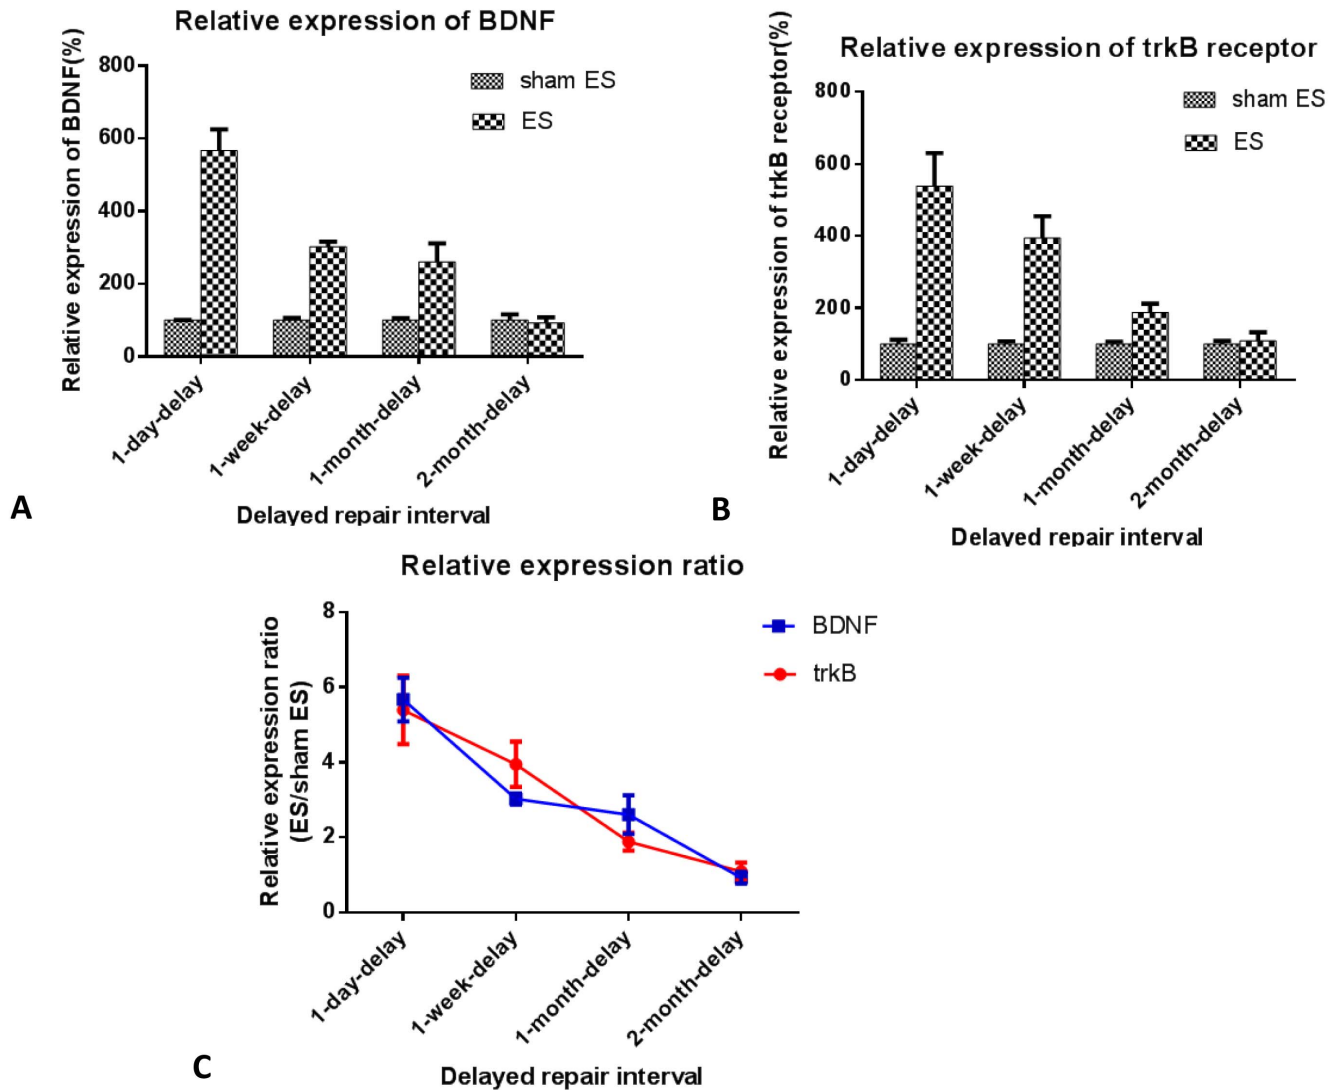 Relative expression of BDNF
Relative expression of BDNF(%)
800
600
400
200
0
sham ES
ES
1-day-delay
1-week-delay
1-month-delay
2-month-delay
Delayed repair interval
A
Relative expression of trkB receptor
Relative expression of trkB receptor(%)
800
600
400
200
0
sham ES
ES
1-day-delay
1-week-delay
1-month-delay
2-month-delay
Delayed repair interval
B
Relative expression ratio
Relative expression ratio
(ES/sham ES)
8
6
4
2
0
BDNF
trkB
1-day-delay
1-week-delay
1-month-delay
2-month-delay
Delayed repair interval
C